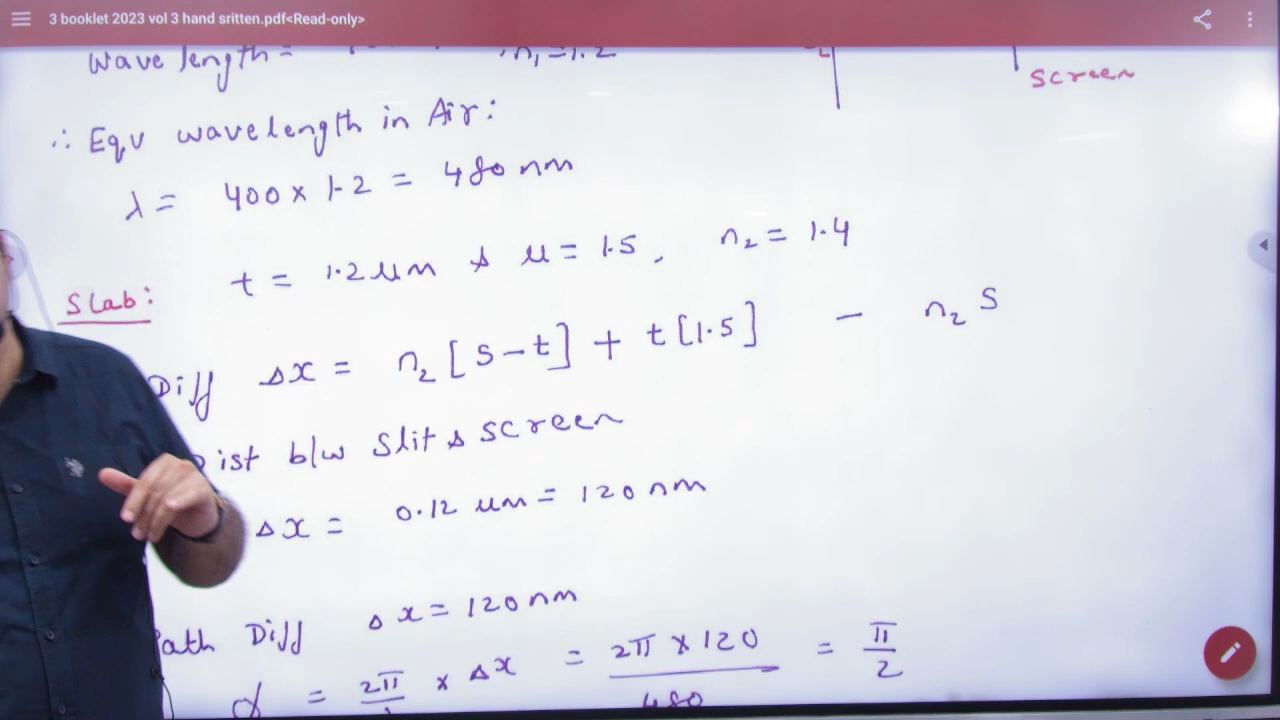 3 booklet 2023 vol 3 hand sritten.pdf<Read-only>
Wave length = , n₁ = 1.2
screen
∴ Equ wavelength in Air:
λ = 400 × 1.2 = 480 nm
Slab: t = 1.2 μm & μ = 1.5, n₂ = 1.4
Diff Δx = n₂ [s-t] + t[1.5] - n₂ s
Dist b/w slit & screen
Δx = 0.12 μm = 120 nm
Path Diff Δx = 120 nm
φ = 2π/λ × Δx = 2π × 120 / 480 = π/2